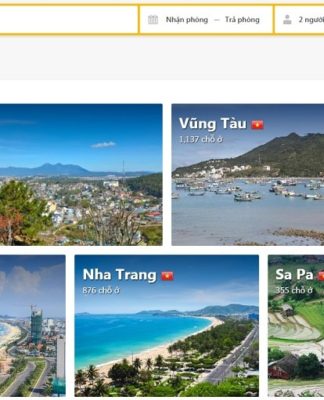 Nhận phòng — Trả phòng
2 người
Vũng Tàu
1,137 chỗ ở
Nha Trang
876 chỗ ở
Sa Pa
355 chỗ ở